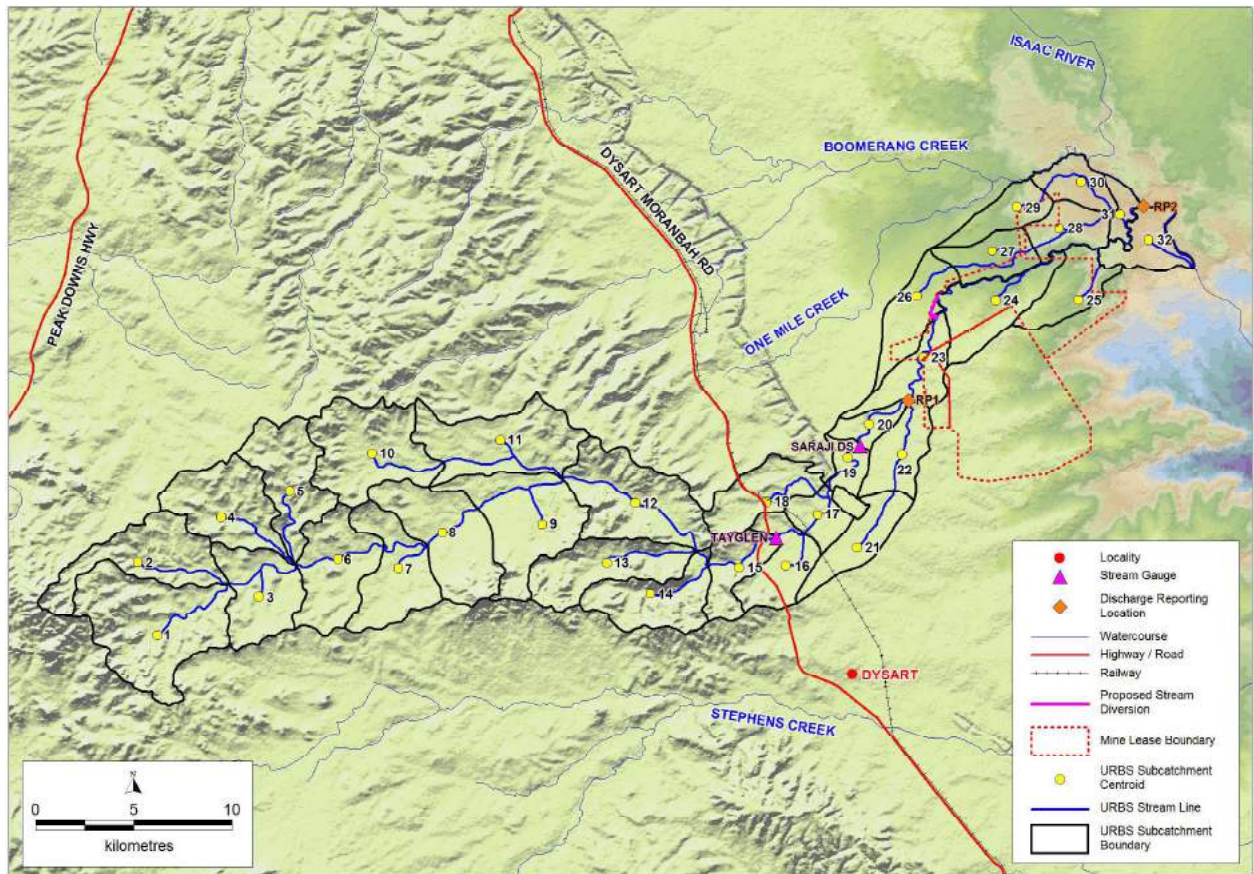 ISAAC RIVER
BOOMERANG CREEK
DYSART MORANBAH RD
PEAK DOWNS HWY
ONE MILE CREEK
30
29
31
RP2
28
32
27
26
24
25
23
RP1
20
SARAJI DS
19
22
11
10
5
12
18
4
17
TAYGLEN
8
9
21
2
6
7
13
15
16
3
14
1
DYSART
STEPHENS CREEK
N
0 5 10
kilometres
Locality
Stream Gauge
Discharge Reporting
Location
Watercourse
Highway / Road
Railway
Proposed Stream
Diversion
Mine Lease Boundary
URBS Subcatchment
Centroid
URBS Stream Line
URBS Subcatchment
Boundary